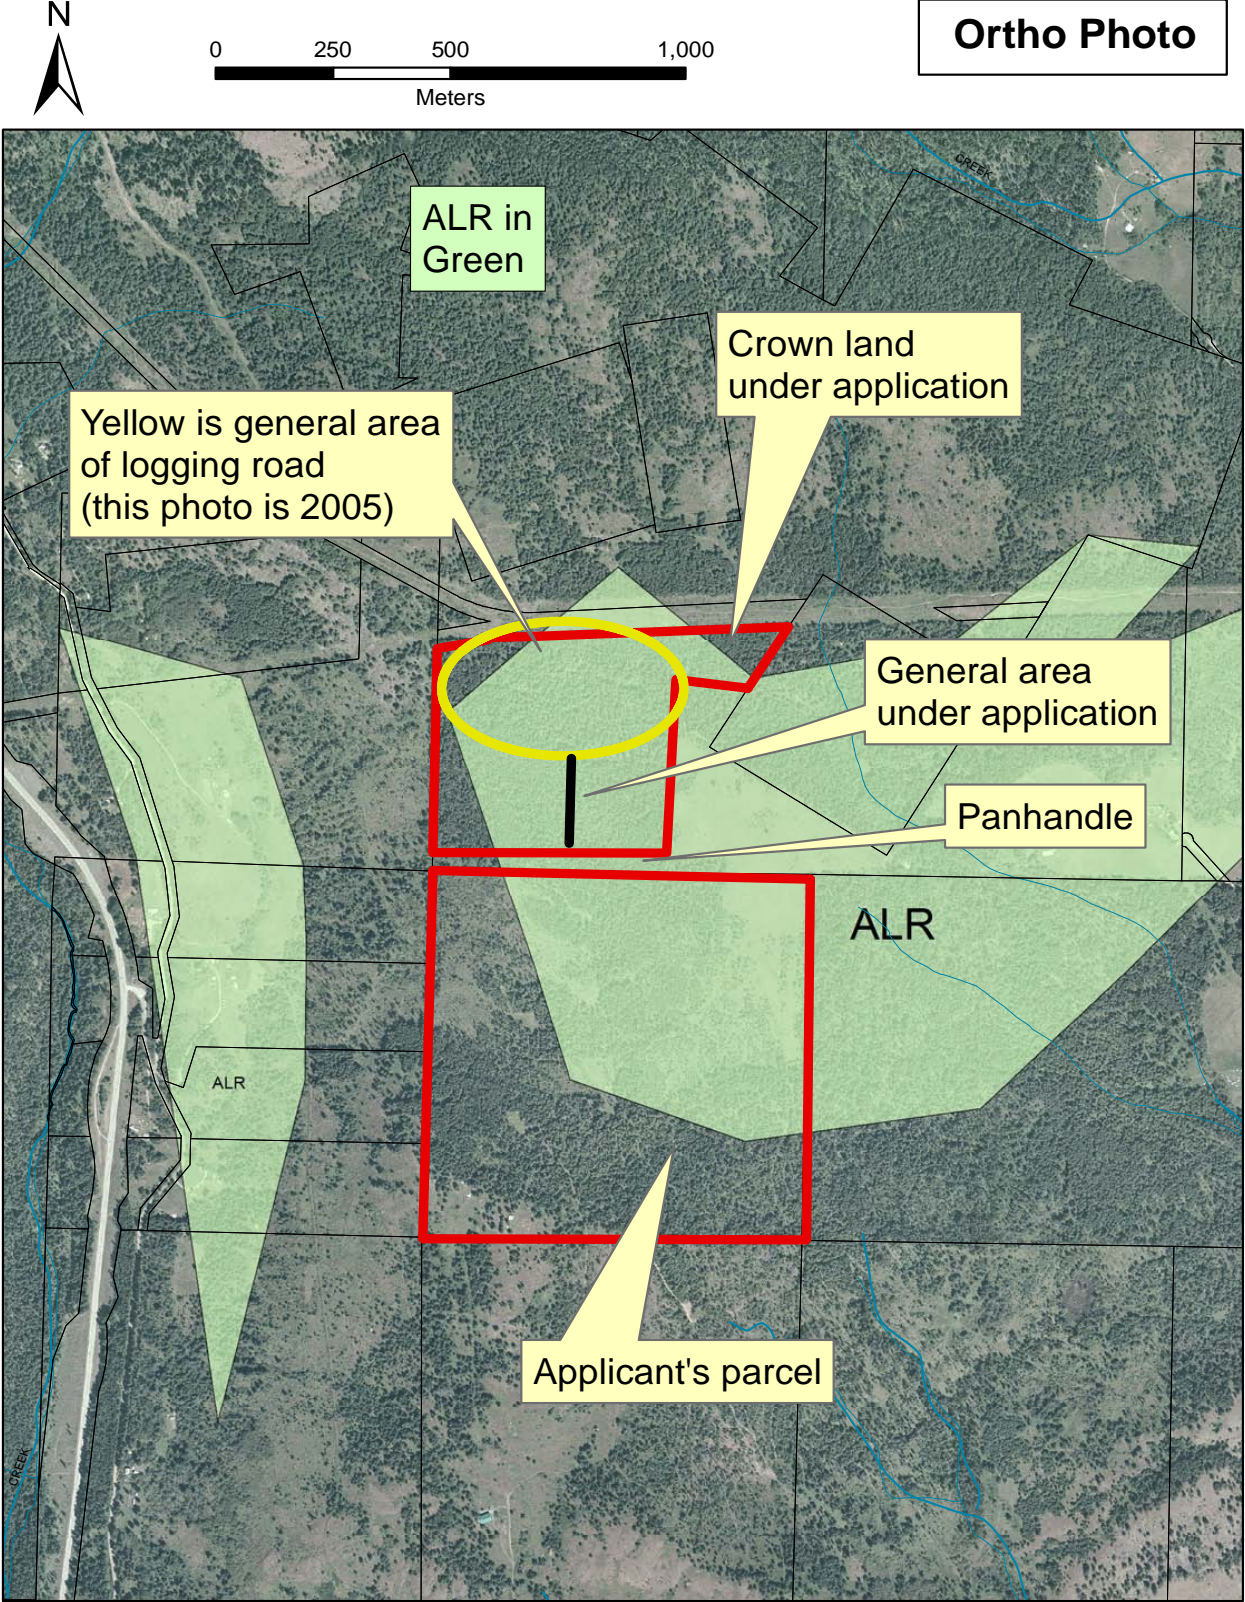 N
0 250 500 1,000
Meters
Ortho Photo
CREEK
ALR in
Green
Crown land
under application
Yellow is general area
of logging road
(this photo is 2005)
General area
under application
Panhandle
ALR
ALR
Applicant's parcel
CREEK